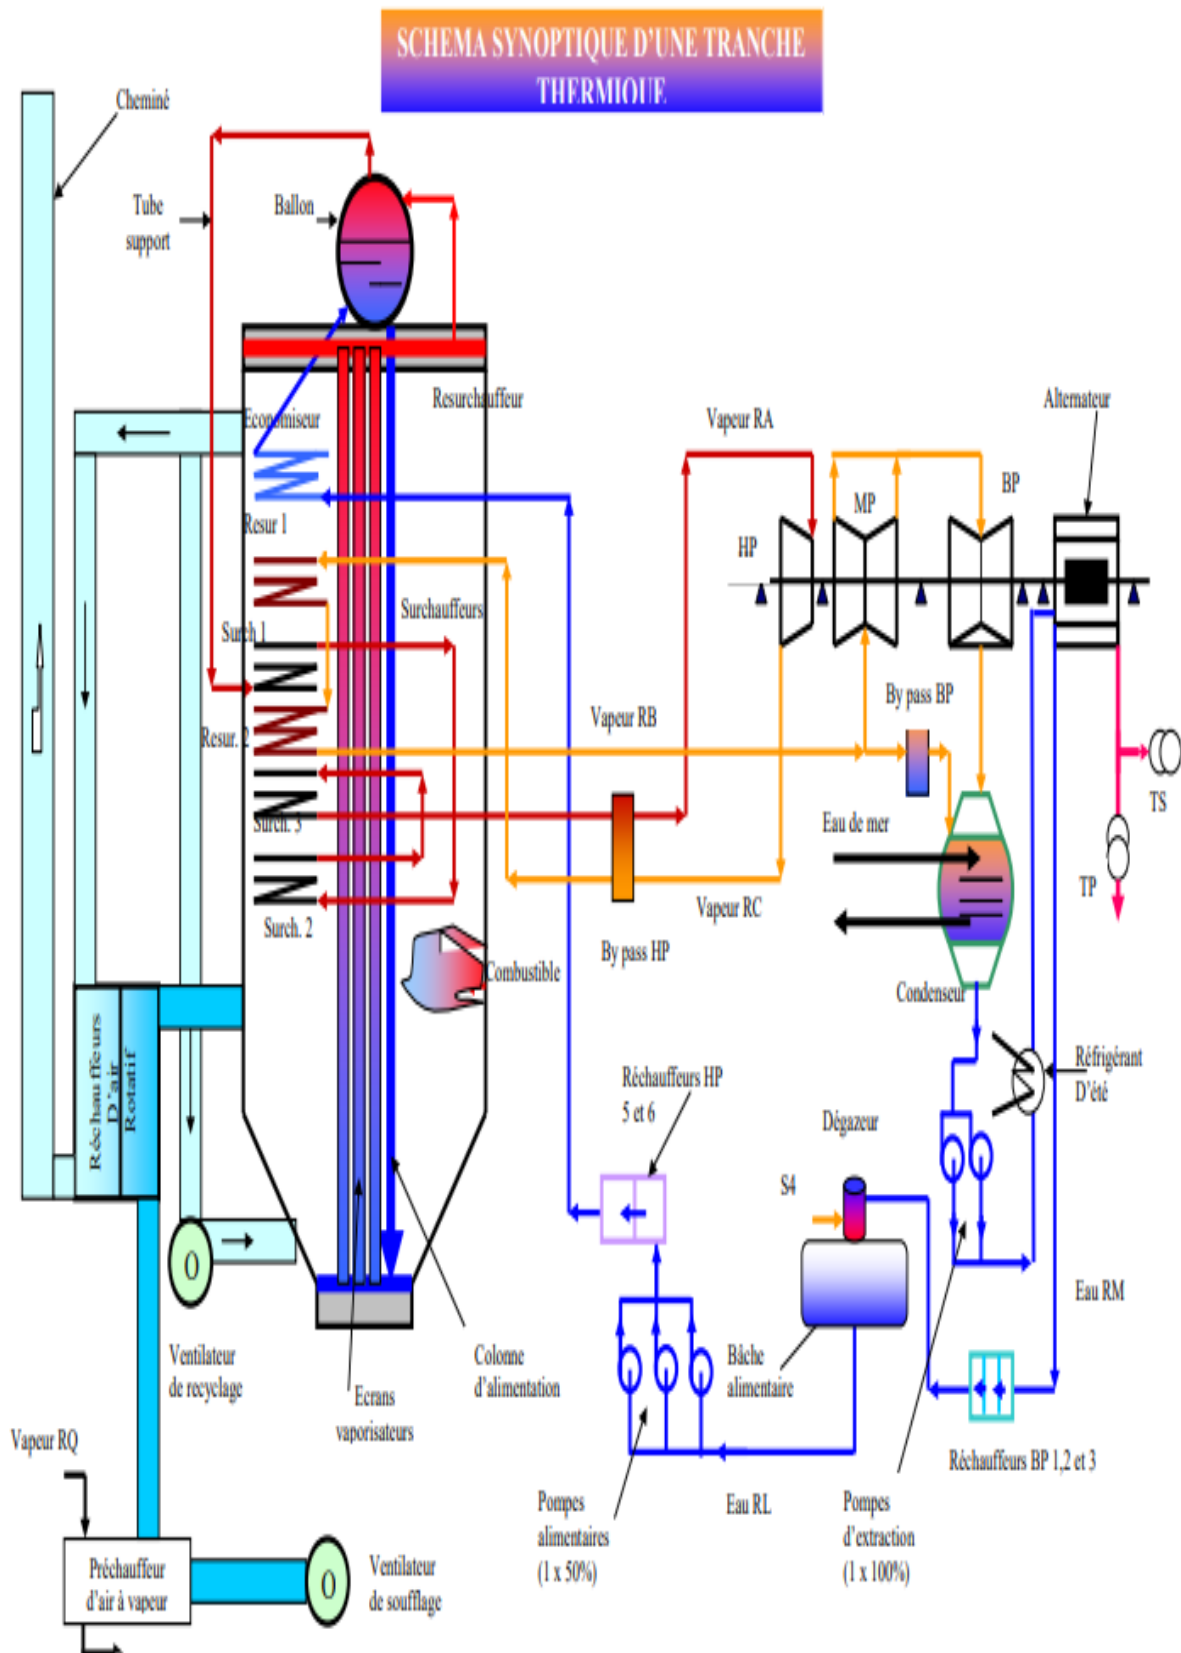 SCHEMA SYNOPTIQUE D'UNE TRANCHE
THERMIQUE
Cheminé
Tube
support
Ballon
Resurchauffeur
Economiseur
Vapeur RA
Alternateur
BP
MP
HP
Resur 1
Surchauffeurs
Surch 1
Resur. 2
Vapeur RB
By pass BP
TS
Surch. 3
Eau de mer
TP
Vapeur RC
Surch. 2
By pass HP
Combustible
Condenseur
Réchauffeurs
D'air
Rotatif
Réchauffeurs HP
5 et 6
Réfrigérant
D'été
Dégazeur
S4
Eau RM
Ventilateur
de recyclage
Colonne
d'alimentation
Bâche
alimentaire
Ecrans
vaporisateurs
Vapeur RQ
Réchauffeurs BP 1,2 et 3
Pompes
alimentaires
(1 x 50%)
Eau RL
Pompes
d'extraction
(1 x 100%)
Préchauffeur
d'air à vapeur
Ventilateur
de soufflage